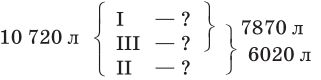 I — ?
10 720 л III — ? 7870 л
II — ? 6020 л